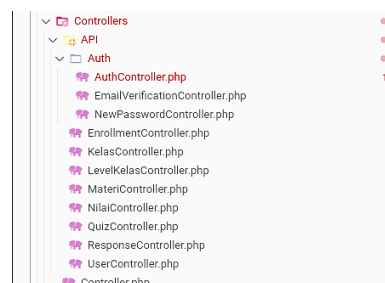 Controllers
API
Auth
AuthController.php
EmailVerificationController.php
NewPasswordController.php
EnrollmentController.php
KelasController.php
LevelKelasController.php
MateriController.php
NilaiController.php
QuizController.php
ResponseController.php
UserController.php
Controller.php